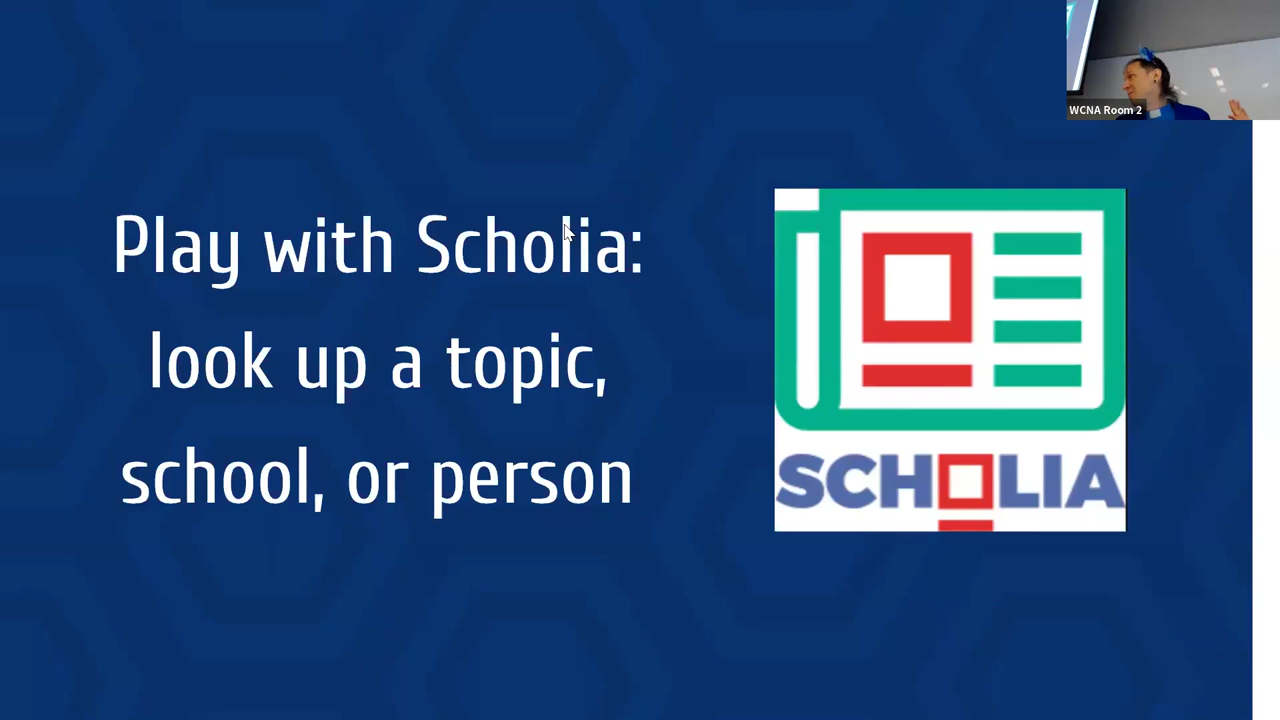 WCNA Room 2
Play with Scholia:
look up a topic,
school, or person
SCHOLIA